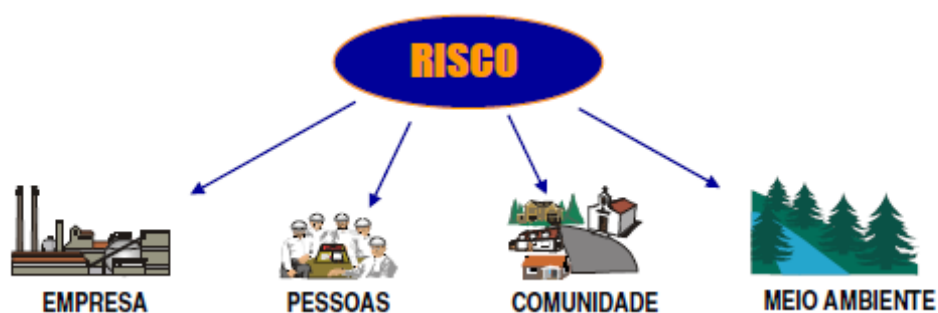 RISCO
EMPRESA
PESSOAS
COMUNIDADE
MEIO AMBIENTE